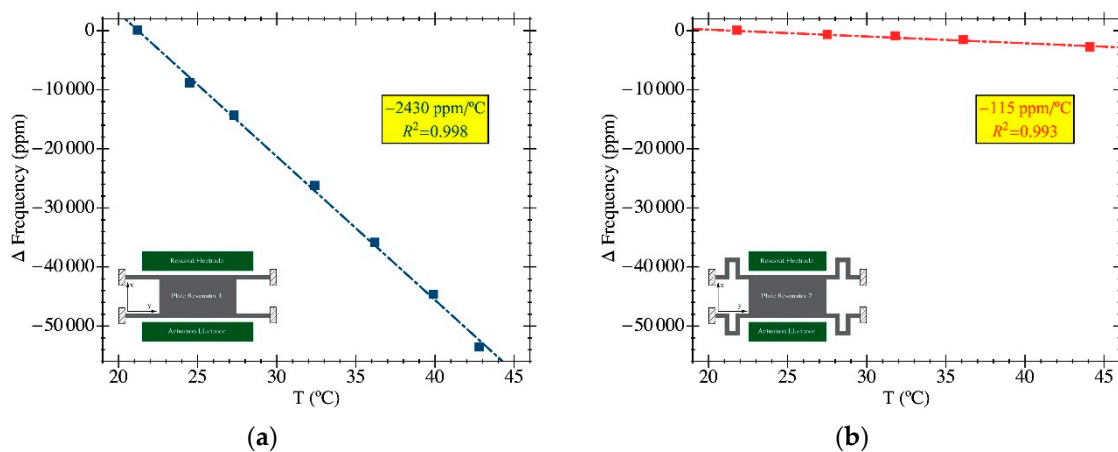 0
−10 000
−20 000
−30 000
−40 000
−50 000
Δ Frequency (ppm)
−2430 ppm/ºC
R²=0.998
Readout Electrode
Plate Resonator 1
Actuation Electrode
x
y
20 25 30 35 40 45
T (ºC)
(a)
0
−10 000
−20 000
−30 000
−40 000
−50 000
Δ Frequency (ppm)
−115 ppm/ºC
R²=0.993
Readout Electrode
Plate Resonator 2
Actuation Electrode
x
y
20 25 30 35 40 45
T (ºC)
(b)